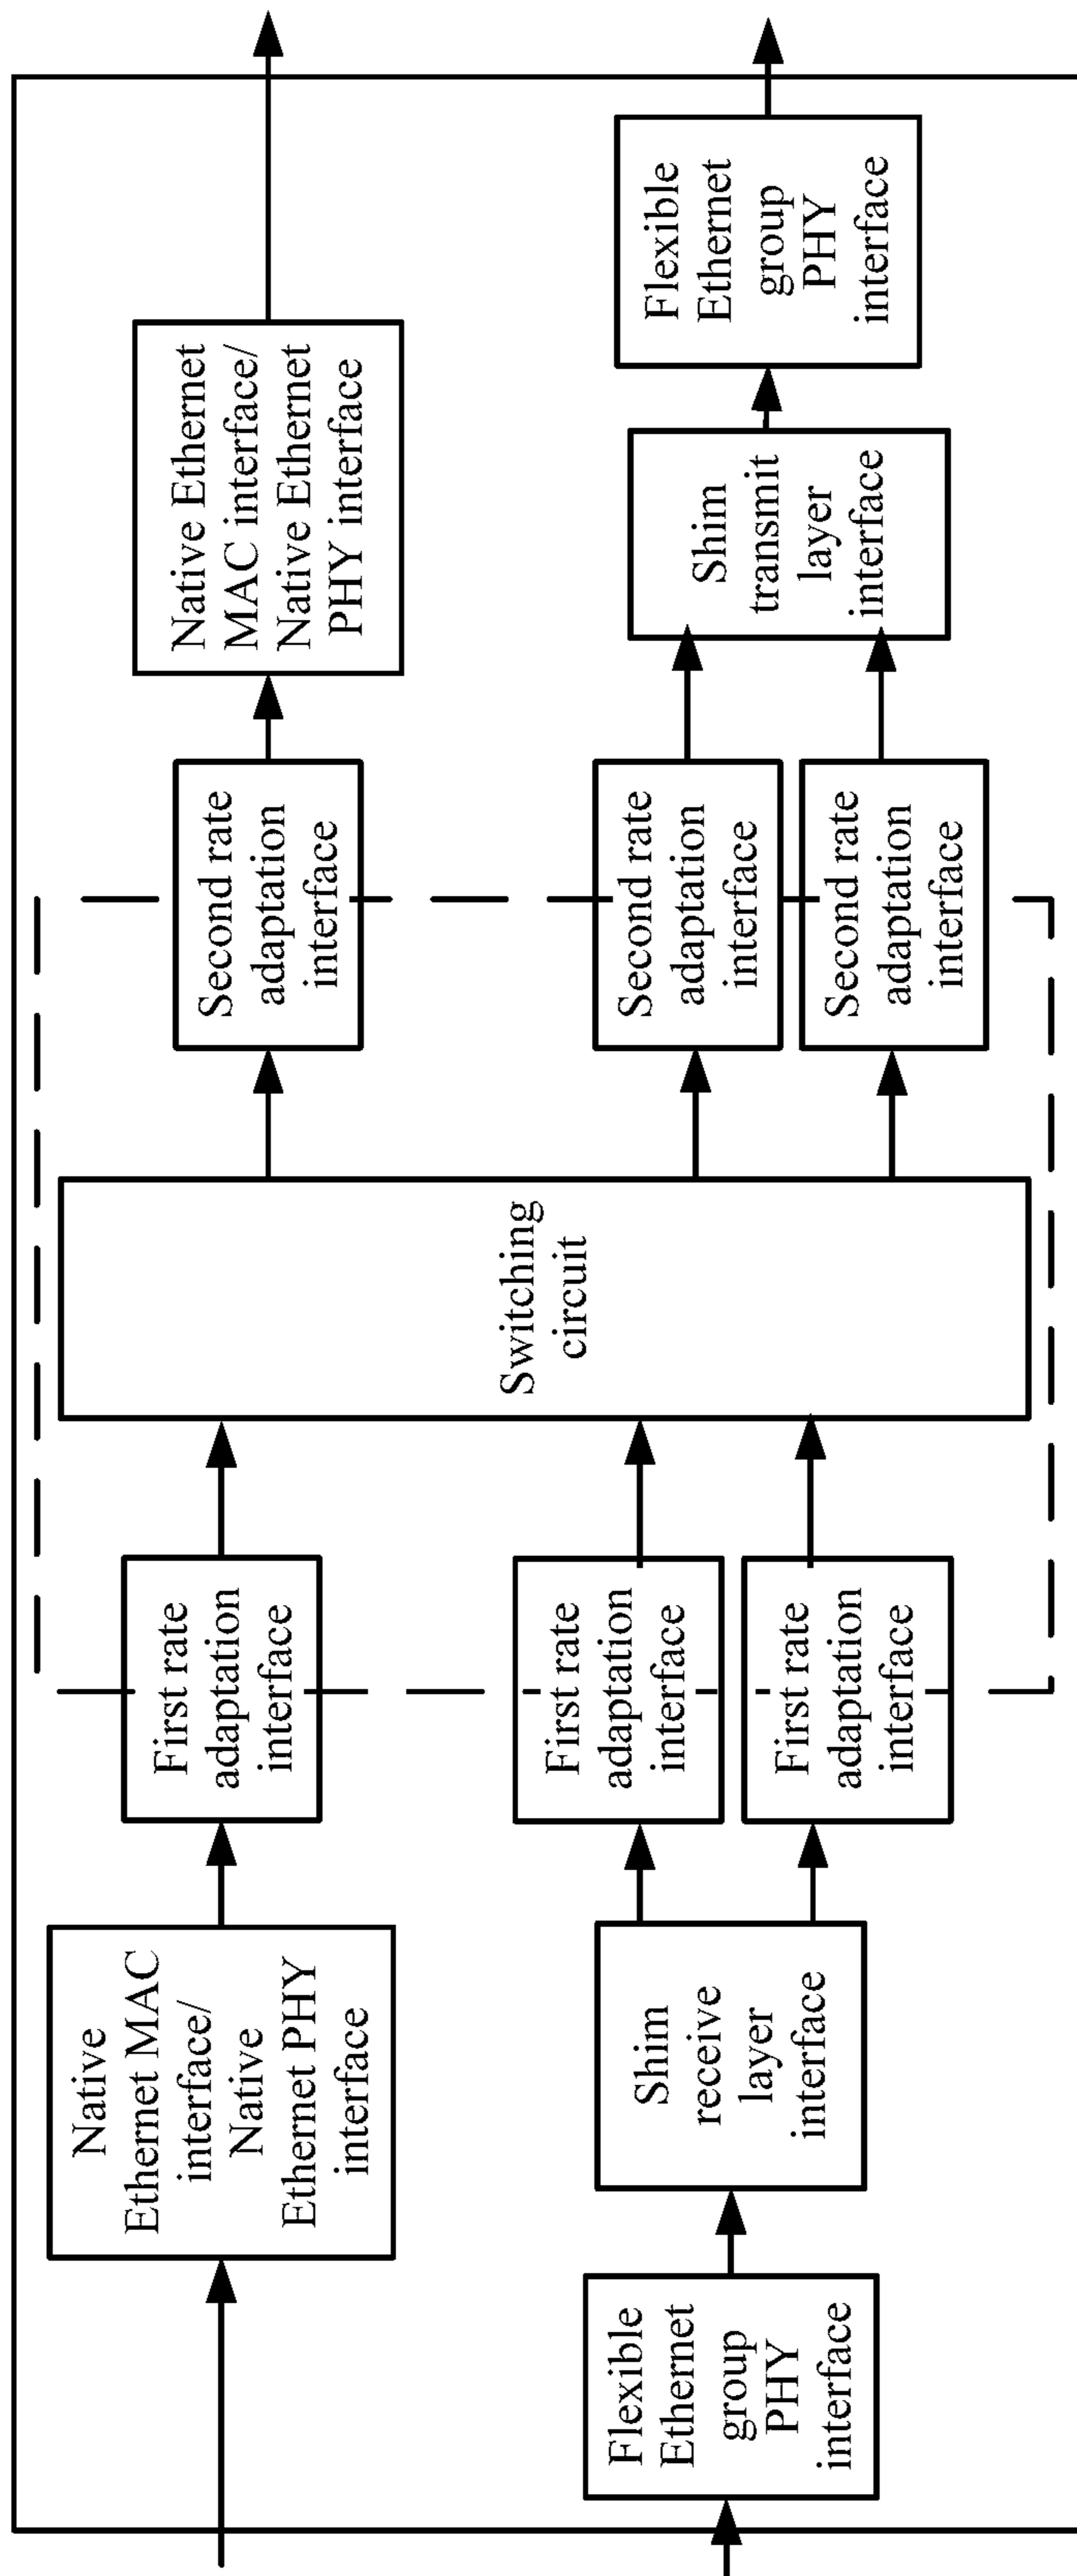 Native
Ethernet MAC
interface/
Native
Ethernet PHY
interface
First rate
adaptation
interface
Switching
circuit
Second rate
adaptation
interface
Native Ethernet
MAC interface/
Native Ethernet
PHY interface
Flexible
Ethernet
group
PHY
interface
Shim
receive
layer
interface
First rate
adaptation
interface
First rate
adaptation
interface
Second rate
adaptation
interface
Second rate
adaptation
interface
Shim
transmit
layer
interface
Flexible
Ethernet
group
PHY
interface